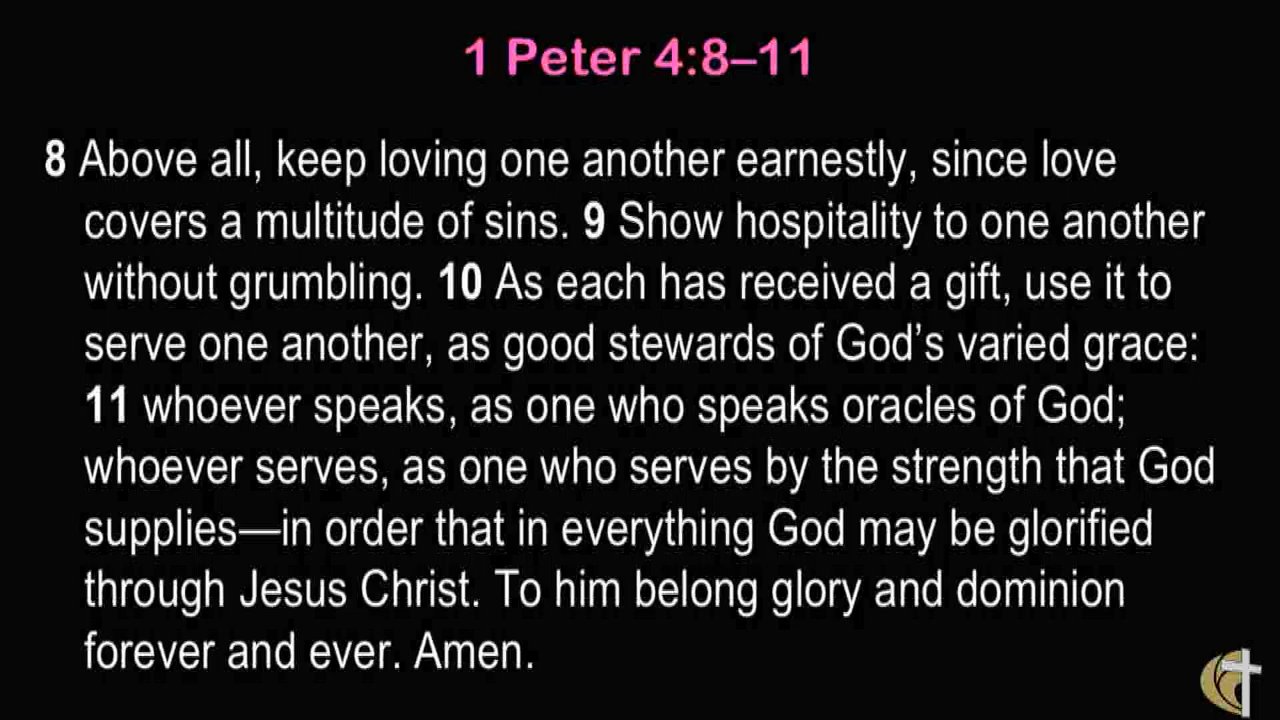 1 Peter 4:8–11
8 Above all, keep loving one another earnestly, since love
covers a multitude of sins. 9 Show hospitality to one another
without grumbling. 10 As each has received a gift, use it to
serve one another, as good stewards of God’s varied grace:
11 whoever speaks, as one who speaks oracles of God;
whoever serves, as one who serves by the strength that God
supplies—in order that in everything God may be glorified
through Jesus Christ. To him belong glory and dominion
forever and ever. Amen.